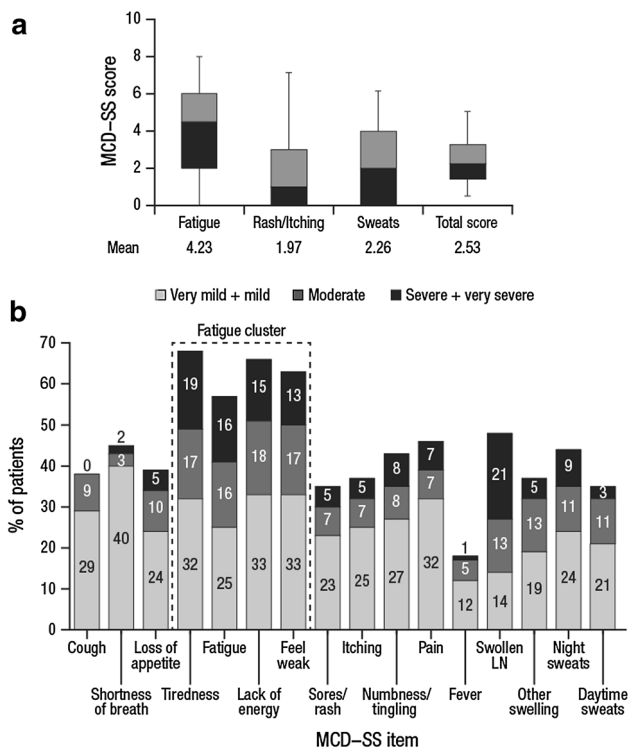 a
MCD–SS score
10
8
6
4
2
0
Fatigue Rash/Itching Sweats Total score
Mean 4.23 1.97 2.26 2.53
Very mild + mild Moderate Severe + very severe
b
Fatigue cluster
% of patients
70
60
50
40
30
20
10
0
0 9 29
2 3 40
5 10 24
19 17 32
16 16 25
15 18 33
13 17 33
5 7 23
5 7 25
8 8 27
7 7 32
1 5 12
21 13 14
5 13 19
9 11 24
3 11 21
Cough Loss of appetite Fatigue Feel weak Itching Pain Swollen LN Night sweats
Shortness of breath Tiredness Lack of energy Sores/rash Numbness/tingling Fever Other swelling Daytime sweats
MCD–SS item